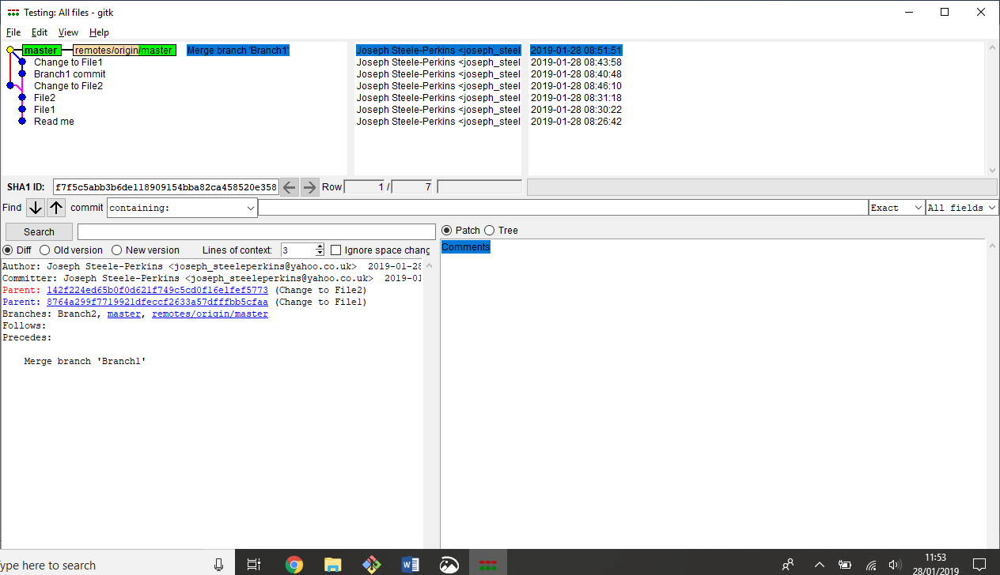 Testing: All files - gitk
File Edit View Help
master remotes/origin/master Merge branch 'Branch1' Joseph Steele-Perkins <joseph_steel 2019-01-28 08:51:51
Change to File1 Joseph Steele-Perkins <joseph_steel 2019-01-28 08:43:58
Branch1 commit Joseph Steele-Perkins <joseph_steel 2019-01-28 08:40:48
Change to File2 Joseph Steele-Perkins <joseph_steel 2019-01-28 08:46:10
File2 Joseph Steele-Perkins <joseph_steel 2019-01-28 08:31:18
File1 Joseph Steele-Perkins <joseph_steel 2019-01-28 08:30:22
Read me Joseph Steele-Perkins <joseph_steel 2019-01-28 08:26:42
SHA1 ID: f7f5c5abb3b6de118909154bba82ca458520e358 Row 1 / 7
Find commit containing: Exact All fields
Search Patch Tree
Diff Old version New version Lines of context: 3 Ignore space chang
Comments
Author: Joseph Steele-Perkins <joseph_steeleperkins@yahoo.co.uk> 2019-01-28
Committer: Joseph Steele-Perkins <joseph_steeleperkins@yahoo.co.uk> 2019-01
Parent: 142f224ed65b0f0d621f749c5cd0f16e1fef5773 (Change to File2)
Parent: 8764a299f7719921dfeccf2633a57dfffbb5cfaa (Change to File1)
Branches: Branch2, master, remotes/origin/master
Follows:
Precedes:
Merge branch 'Branch1'
ype here to search
11:53
28/01/2019